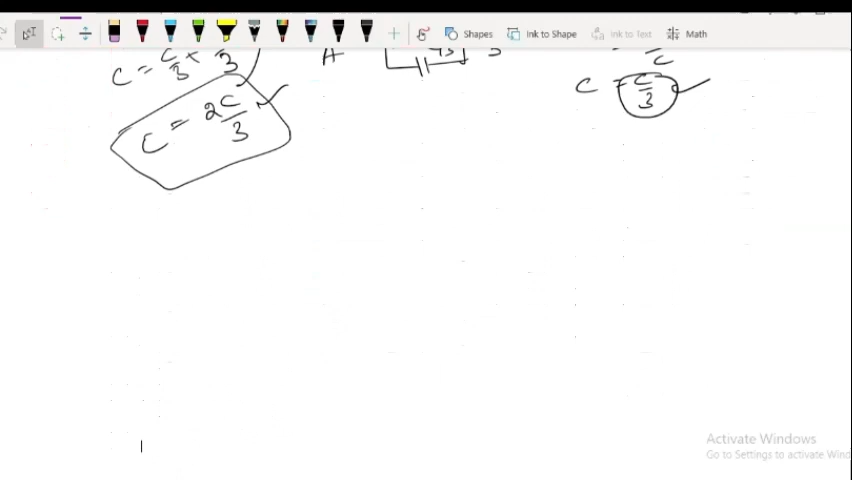 Shapes
Ink to Shape
Ink to Text
Math
C = C/3 + /3
A
C
C = 2C/3
C = C/3
Activate Windows
Go to Settings to activate Wind